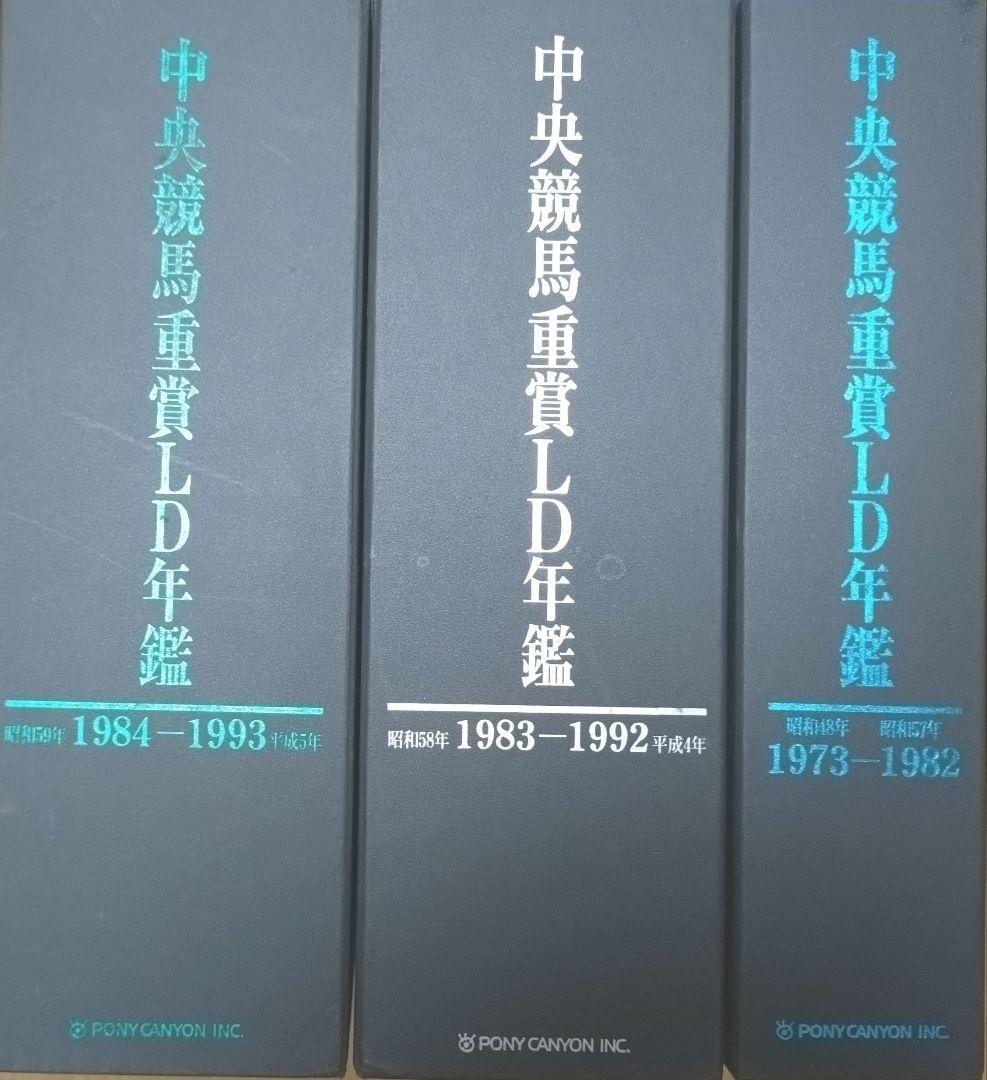 中央競馬重賞LD年鑑
昭和59年 1984－1993 平成5年
PONY CANYON INC.
中央競馬重賞LD年鑑
昭和58年 1983－1992 平成4年
PONY CANYON INC.
中央競馬重賞LD年鑑
昭和48年 昭和57年
1973－1982
PONY CANYON INC.